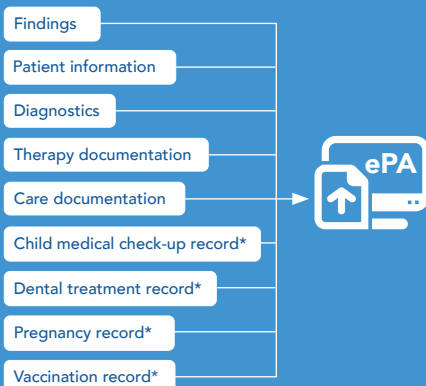 Findings
Patient information
Diagnostics
Therapy documentation
Care documentation
Child medical check-up record*
Dental treatment record*
Pregnancy record*
Vaccination record*
ePA